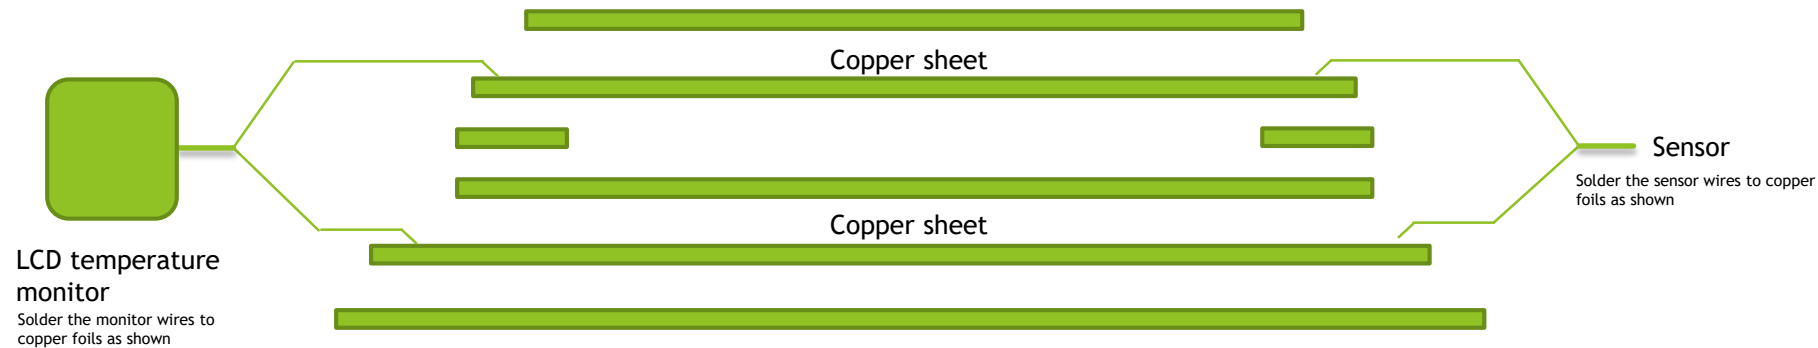 Copper sheet
Sensor
Solder the sensor wires to copper
foils as shown
Copper sheet
LCD temperature
monitor
Solder the monitor wires to
copper foils as shown